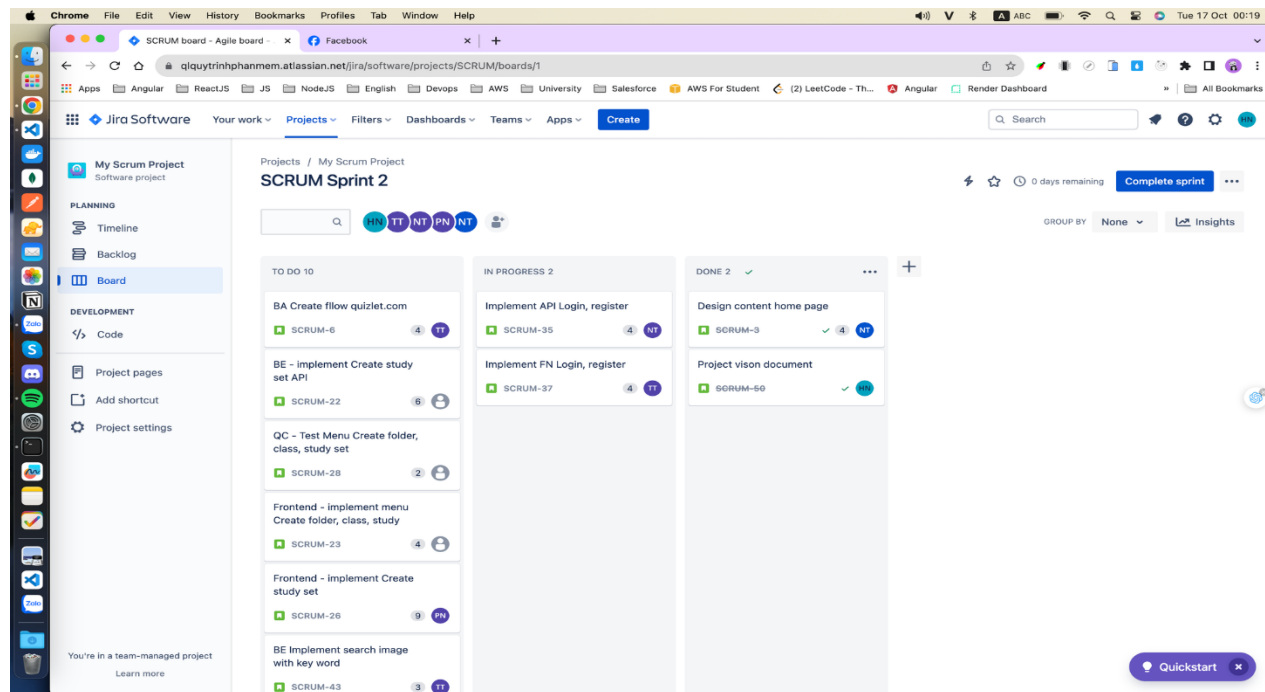 Chrome File Edit View History Bookmarks Profiles Tab Window Help
A ABC Tue 17 Oct 00:19
SCRUM board - Agile board - Facebook
qlquytrinhphanmem.atlassian.net/jira/software/projects/SCRUM/boards/1
Apps Angular ReactJS JS NodeJS English Devops AWS University Salesforce AWS For Student (2) LeetCode - Th... Angular Render Dashboard » All Bookmarks
Jira Software Your work Projects Filters Dashboards Teams Apps Create Search HN
My Scrum Project
Software project
PLANNING
Timeline
Backlog
Board
DEVELOPMENT
Code
Project pages
Add shortcut
Project settings
You're in a team-managed project
Learn more
Projects / My Scrum Project
SCRUM Sprint 2
0 days remaining Complete sprint
HN TT NT PN NT
GROUP BY None Insights
TO DO 10
BA Create fllow quizlet.com
SCRUM-6 4 TT
BE - implement Create study
set API
SCRUM-22 6
QC - Test Menu Create folder,
class, study set
SCRUM-28 2
Frontend - implement menu
Create folder, class, study
SCRUM-23 4
Frontend - implement Create
study set
SCRUM-26 9 PN
BE Implement search image
with key word
SCRUM-43 3 TT
IN PROGRESS 2
Implement API Login, register
SCRUM-35 4 NT
Implement FN Login, register
SCRUM-37 4 TT
DONE 2
Design content home page
SCRUM-3 4 NT
Project vison document
SCRUM-50 HN
Quickstart
Zalo
Zalo